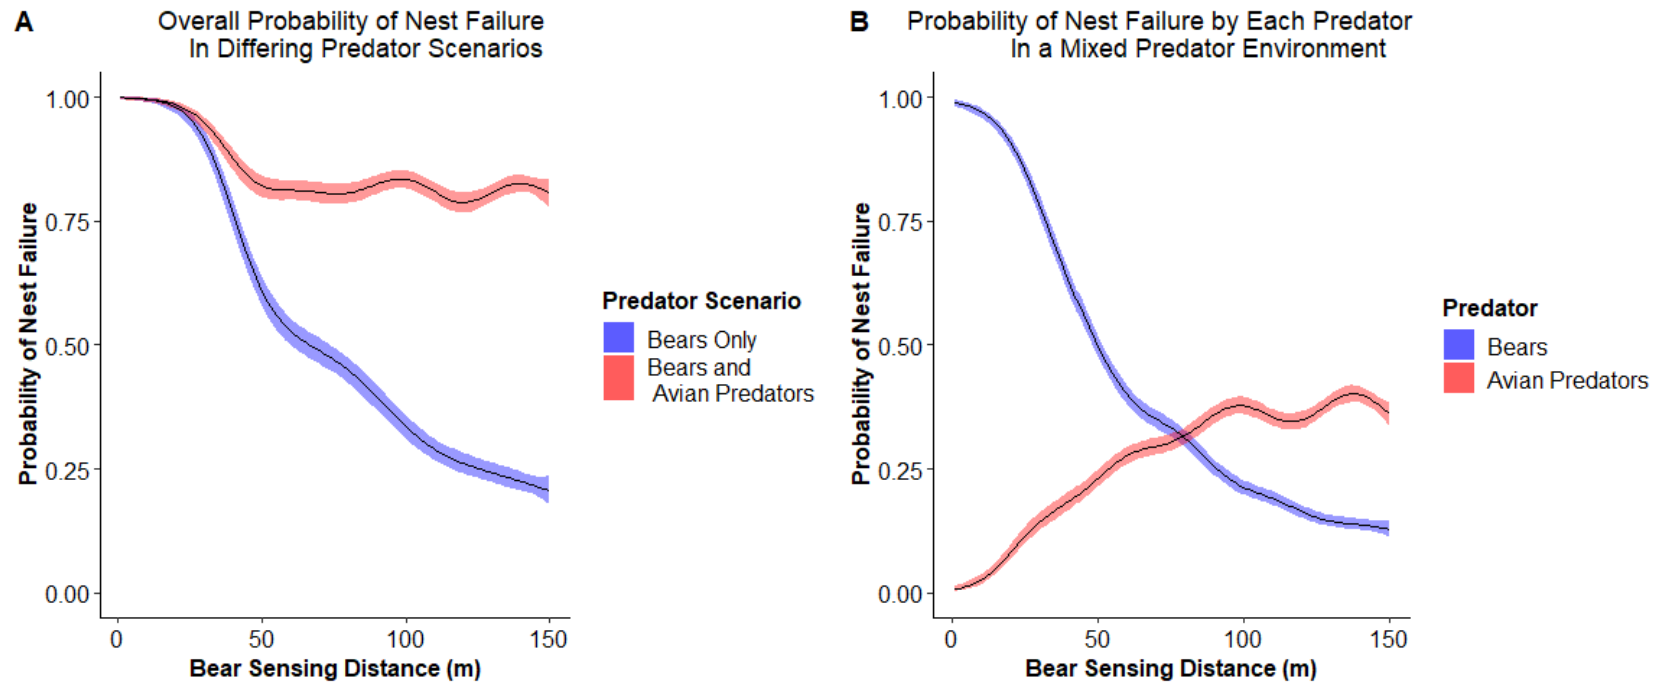 A
Overall Probability of Nest Failure
In Differing Predator Scenarios
Probability of Nest Failure
1.00
0.75
0.50
0.25
0.00
0
50
100
150
Bear Sensing Distance (m)
Predator Scenario
Bears Only
Bears and
Avian Predators
B
Probability of Nest Failure by Each Predator
In a Mixed Predator Environment
Probability of Nest Failure
1.00
0.75
0.50
0.25
0.00
0
50
100
150
Bear Sensing Distance (m)
Predator
Bears
Avian Predators